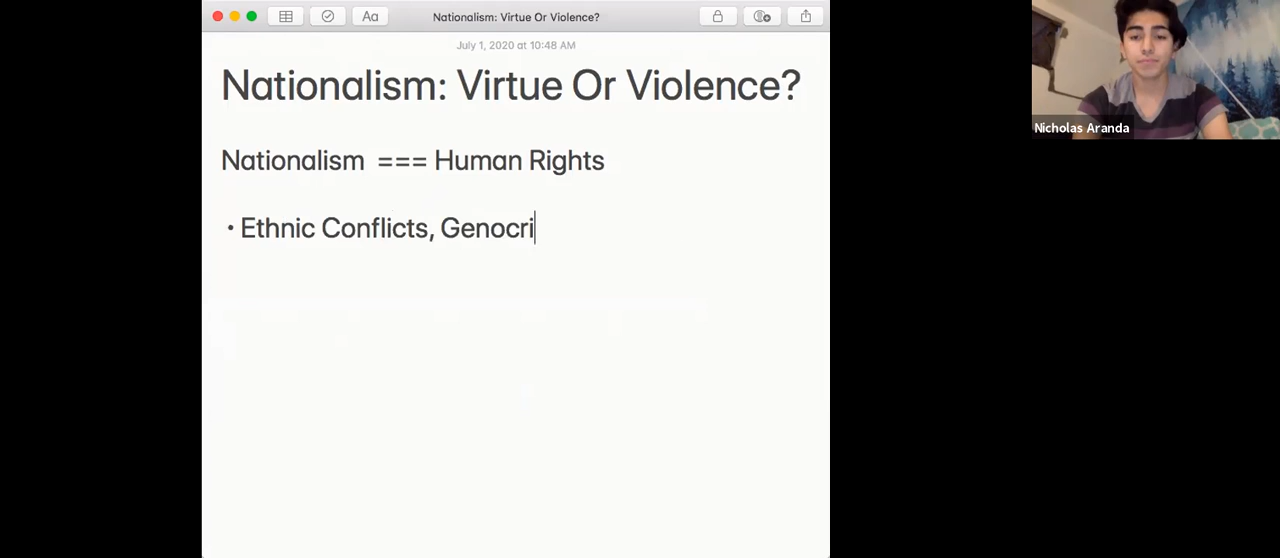 Aa
Nationalism: Virtue Or Violence?
July 1, 2020 at 10:48 AM
Nationalism: Virtue Or Violence?
Nationalism === Human Rights
• Ethnic Conflicts, Genocri
Nicholas Aranda